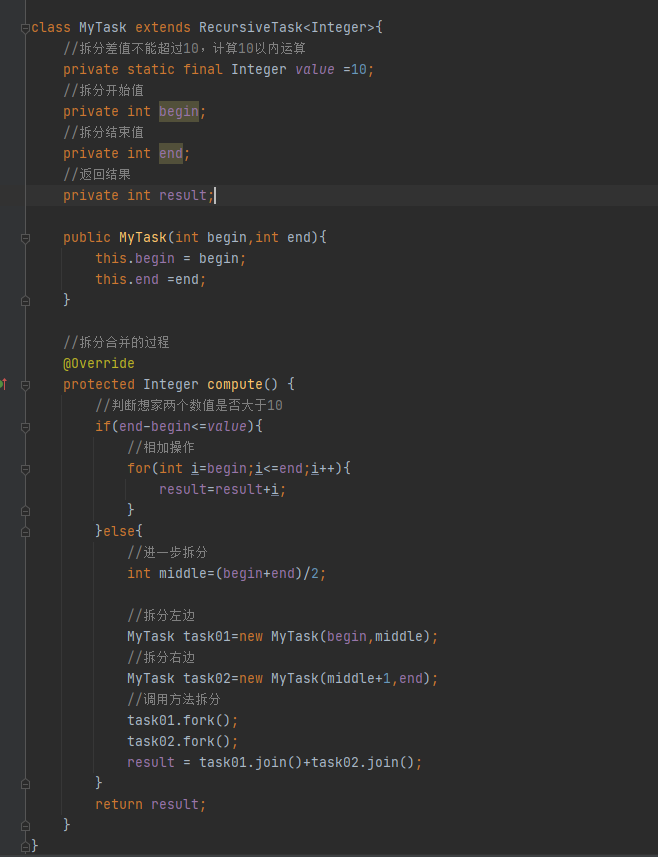 class MyTask extends RecursiveTask<Integer>{
    //拆分差值不能超过10，计算10以内运算
    private static final Integer value =10;
    //拆分开始值
    private int begin;
    //拆分结束值
    private int end;
    //返回结果
    private int result;
    public MyTask(int begin,int end){
        this.begin = begin;
        this.end =end;
    }
    //拆分合并的过程
    @Override
    protected Integer compute() {
        //判断想家两个数值是否大于10
        if(end-begin<=value){
            //相加操作
            for(int i=begin;i<=end;i++){
                result=result+i;
            }
        }else{
            //进一步拆分
            int middle=(begin+end)/2;
            //拆分左边
            MyTask task01=new MyTask(begin,middle);
            //拆分右边
            MyTask task02=new MyTask(middle+1,end);
            //调用方法拆分
            task01.fork();
            task02.fork();
            result = task01.join()+task02.join();
        }
        return result;
    }
}